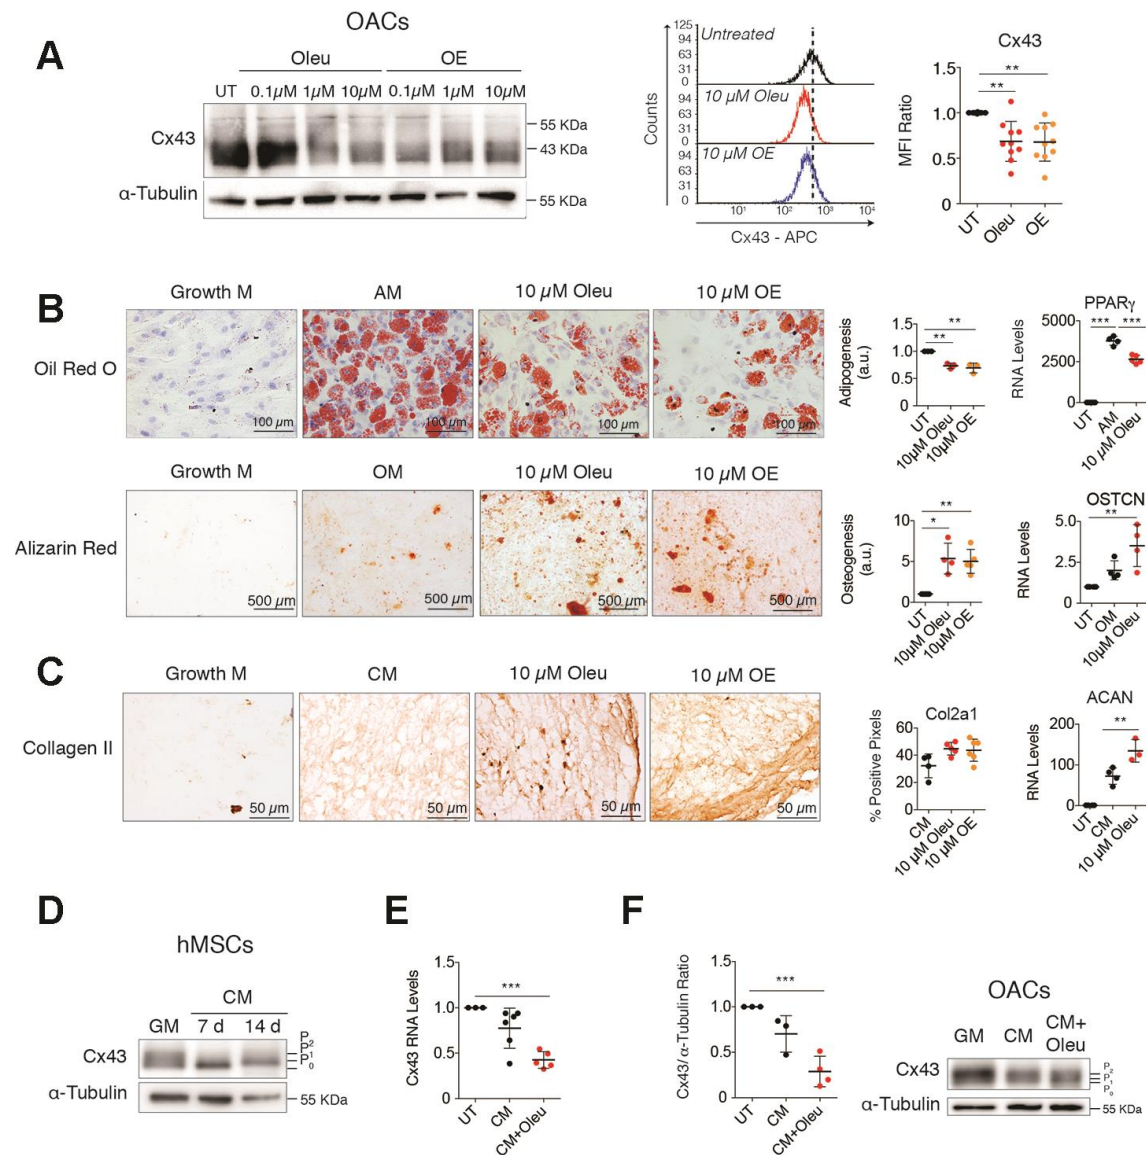 A
OACs
Oleu OE
UT 0.1µM 1µM 10µM 0.1µM 1µM 10µM
Cx43
55 KDa
43 KDa
α-Tubulin
55 KDa
Untreated
10 µM Oleu
10 µM OE
Counts
125
94
63
31
0
94
63
31
0
94
63
31
0
10¹ 10² 10³ 10⁴
Cx43 - APC
Cx43
MFI Ratio
1.5
1.0
0.5
0
**
**
UT Oleu OE
B
Growth M AM 10 µM Oleu 10 µM OE
Oil Red O
100 µm 100 µm 100 µm 100 µm
Adipogenesis
(a.u.)
1.5
1.0
0.5
0
**
**
UT 10µM Oleu 10µM OE
PPARγ
RNA Levels
5000
2500
0
*** ***
UT AM 10 µM Oleu
Growth M OM 10 µM Oleu 10 µM OE
Alizarin Red
500 µm 500 µm 500 µm 500 µm
Osteogenesis
(a.u.)
10
5
0
**
*
UT 10µM Oleu 10µM OE
OSTCN
RNA Levels
5.0
2.5
0
**
UT OM 10µM Oleu
C
Growth M CM 10 µM Oleu 10 µM OE
Collagen II
50 µm 50 µm 50 µm 50 µm
Col2a1
% Positive Pixels
60
40
20
0
CM 10 µM Oleu 10 µM OE
ACAN
RNA Levels
200
100
0
**
UT CM 10 µM Oleu
D
hMSCs
CM
GM 7 d 14 d
P₂
P₁
P₀
Cx43
α-Tubulin
55 KDa
E
Cx43 RNA Levels
1.5
1.0
0.5
0
***
UT CM CM+Oleu
F
Cx43/α-Tubulin Ratio
1.5
1.0
0.5
0
***
UT CM CM+Oleu
OACs
GM CM CM+
Oleu
Cx43
P₂
P₁
P₀
α-Tubulin
55 KDa